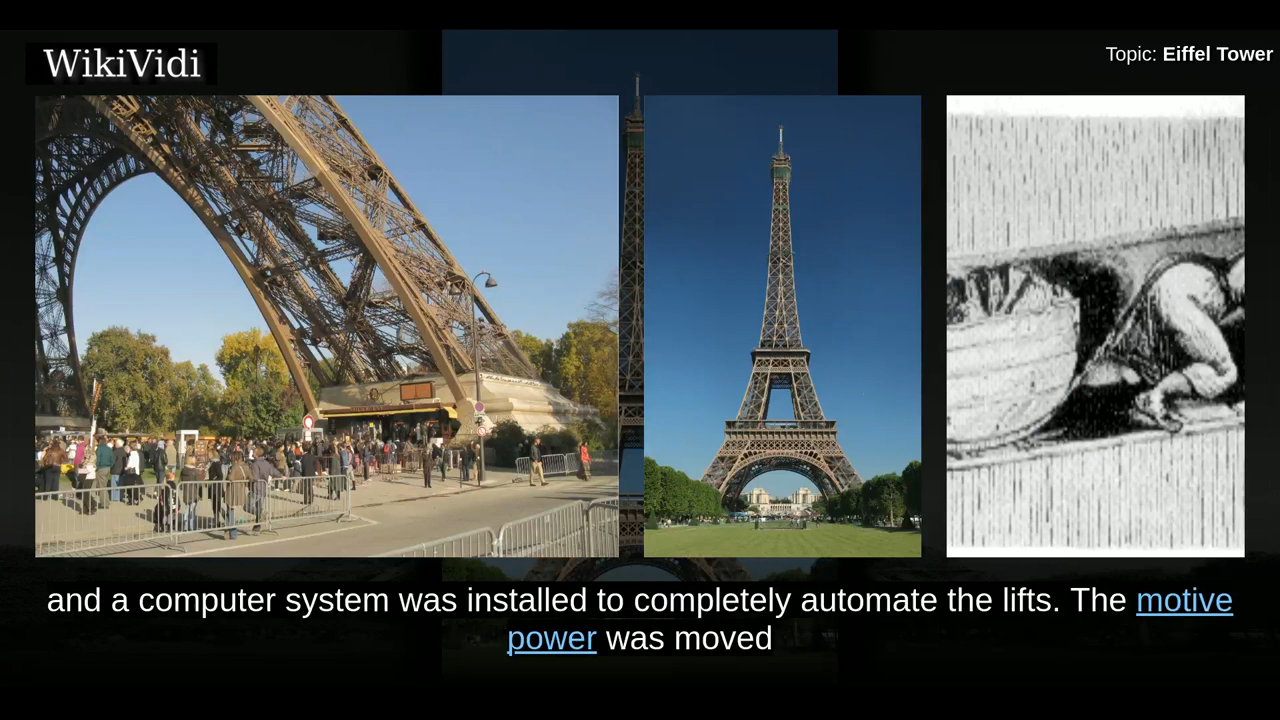 WikiVidi
Topic: Eiffel Tower
and a computer system was installed to completely automate the lifts. The motive
power was moved